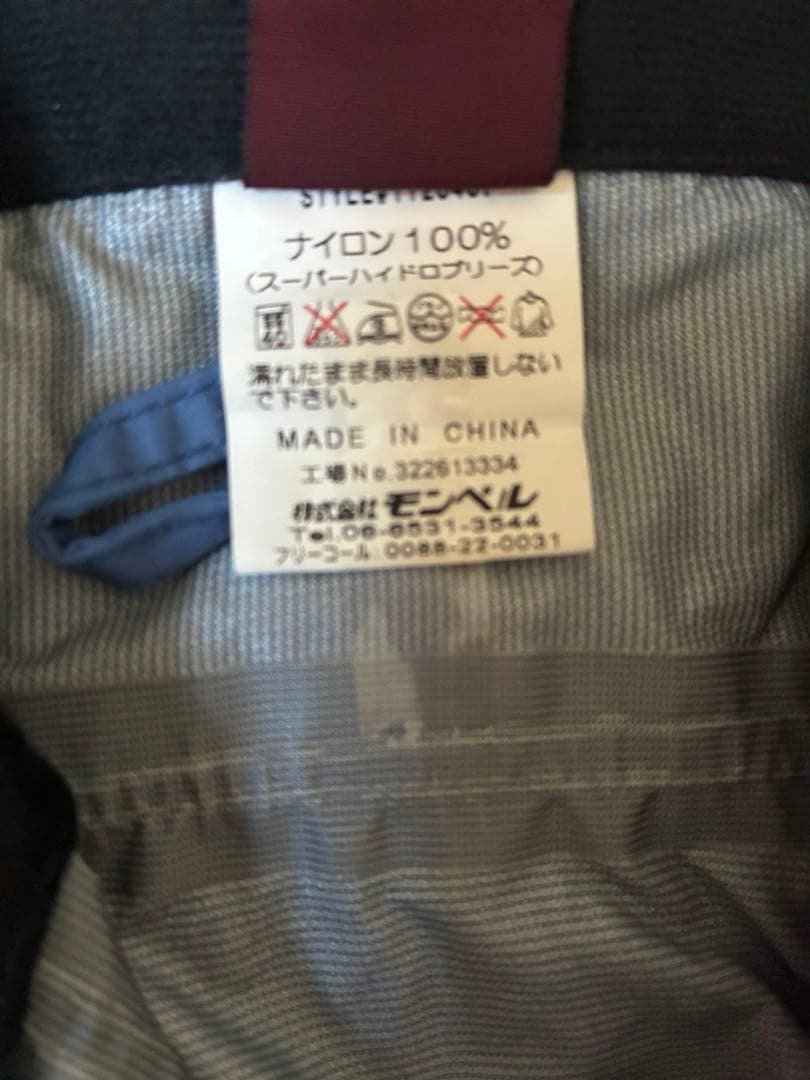 ナイロン100%
(スーパーハイドロブリーズ)
濡れたまま長時間放置しない
で下さい。
MADE IN CHINA
工場No.322613334
株式会社モンベル
Tel.06-6531-3544
フリーコール:0088-22-0031